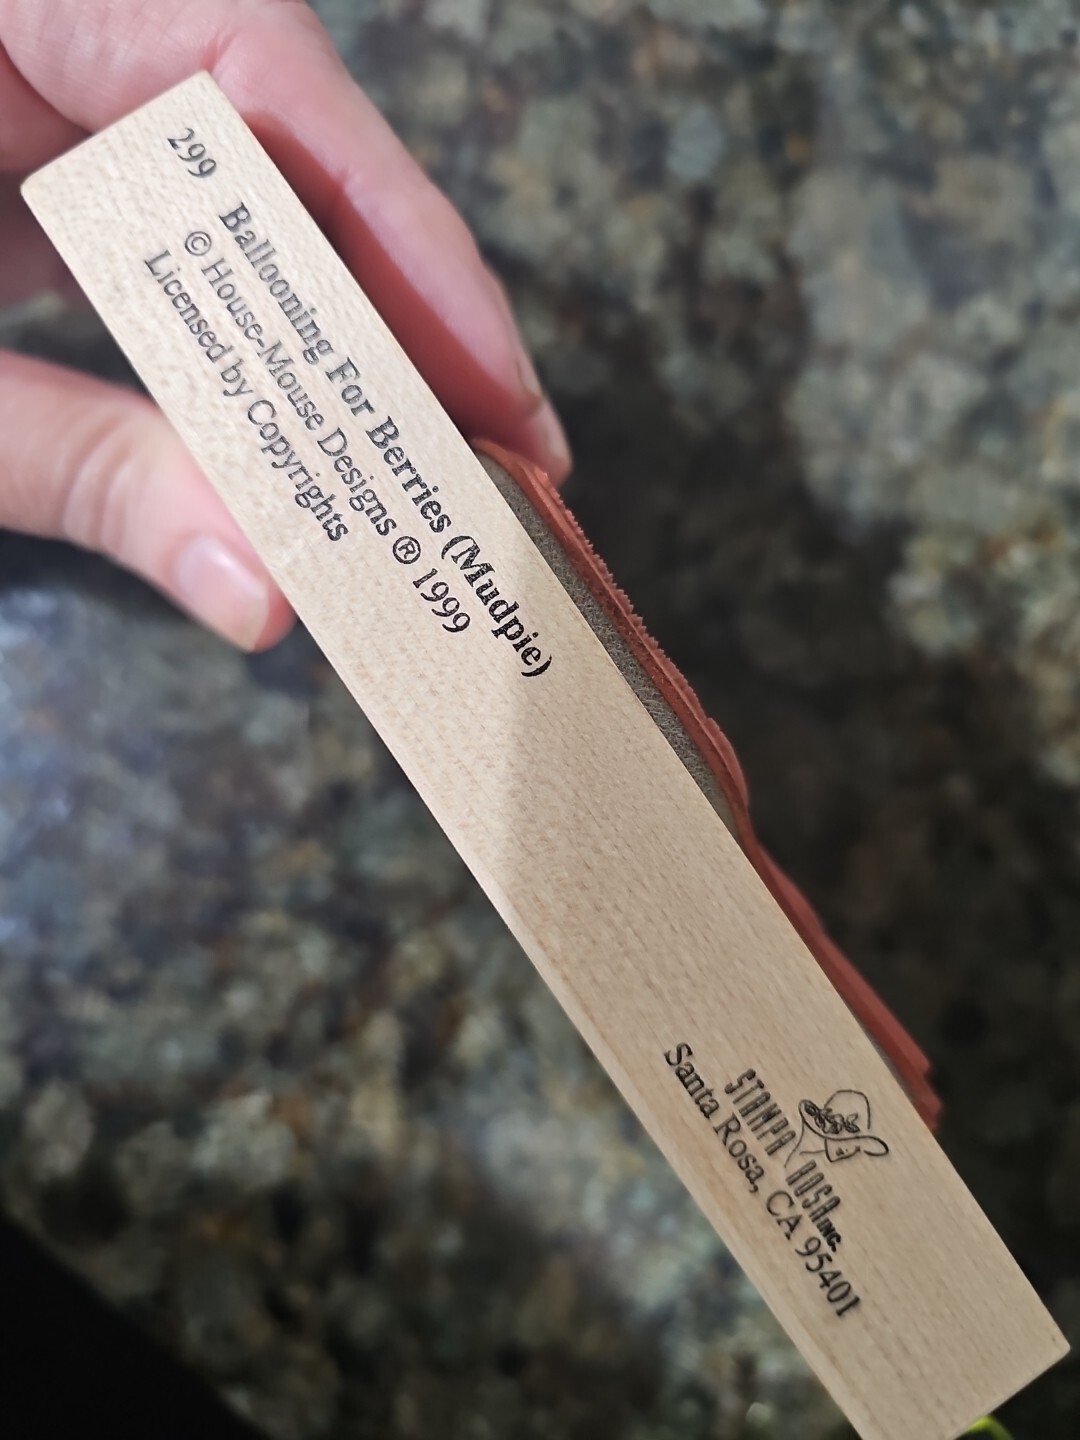 299 Ballooning For Berries (Mudpie)
© House-Mouse Designs ® 1999
Licensed by Copyrights
STAMPA ROSA INC.
Santa Rosa, CA 95401